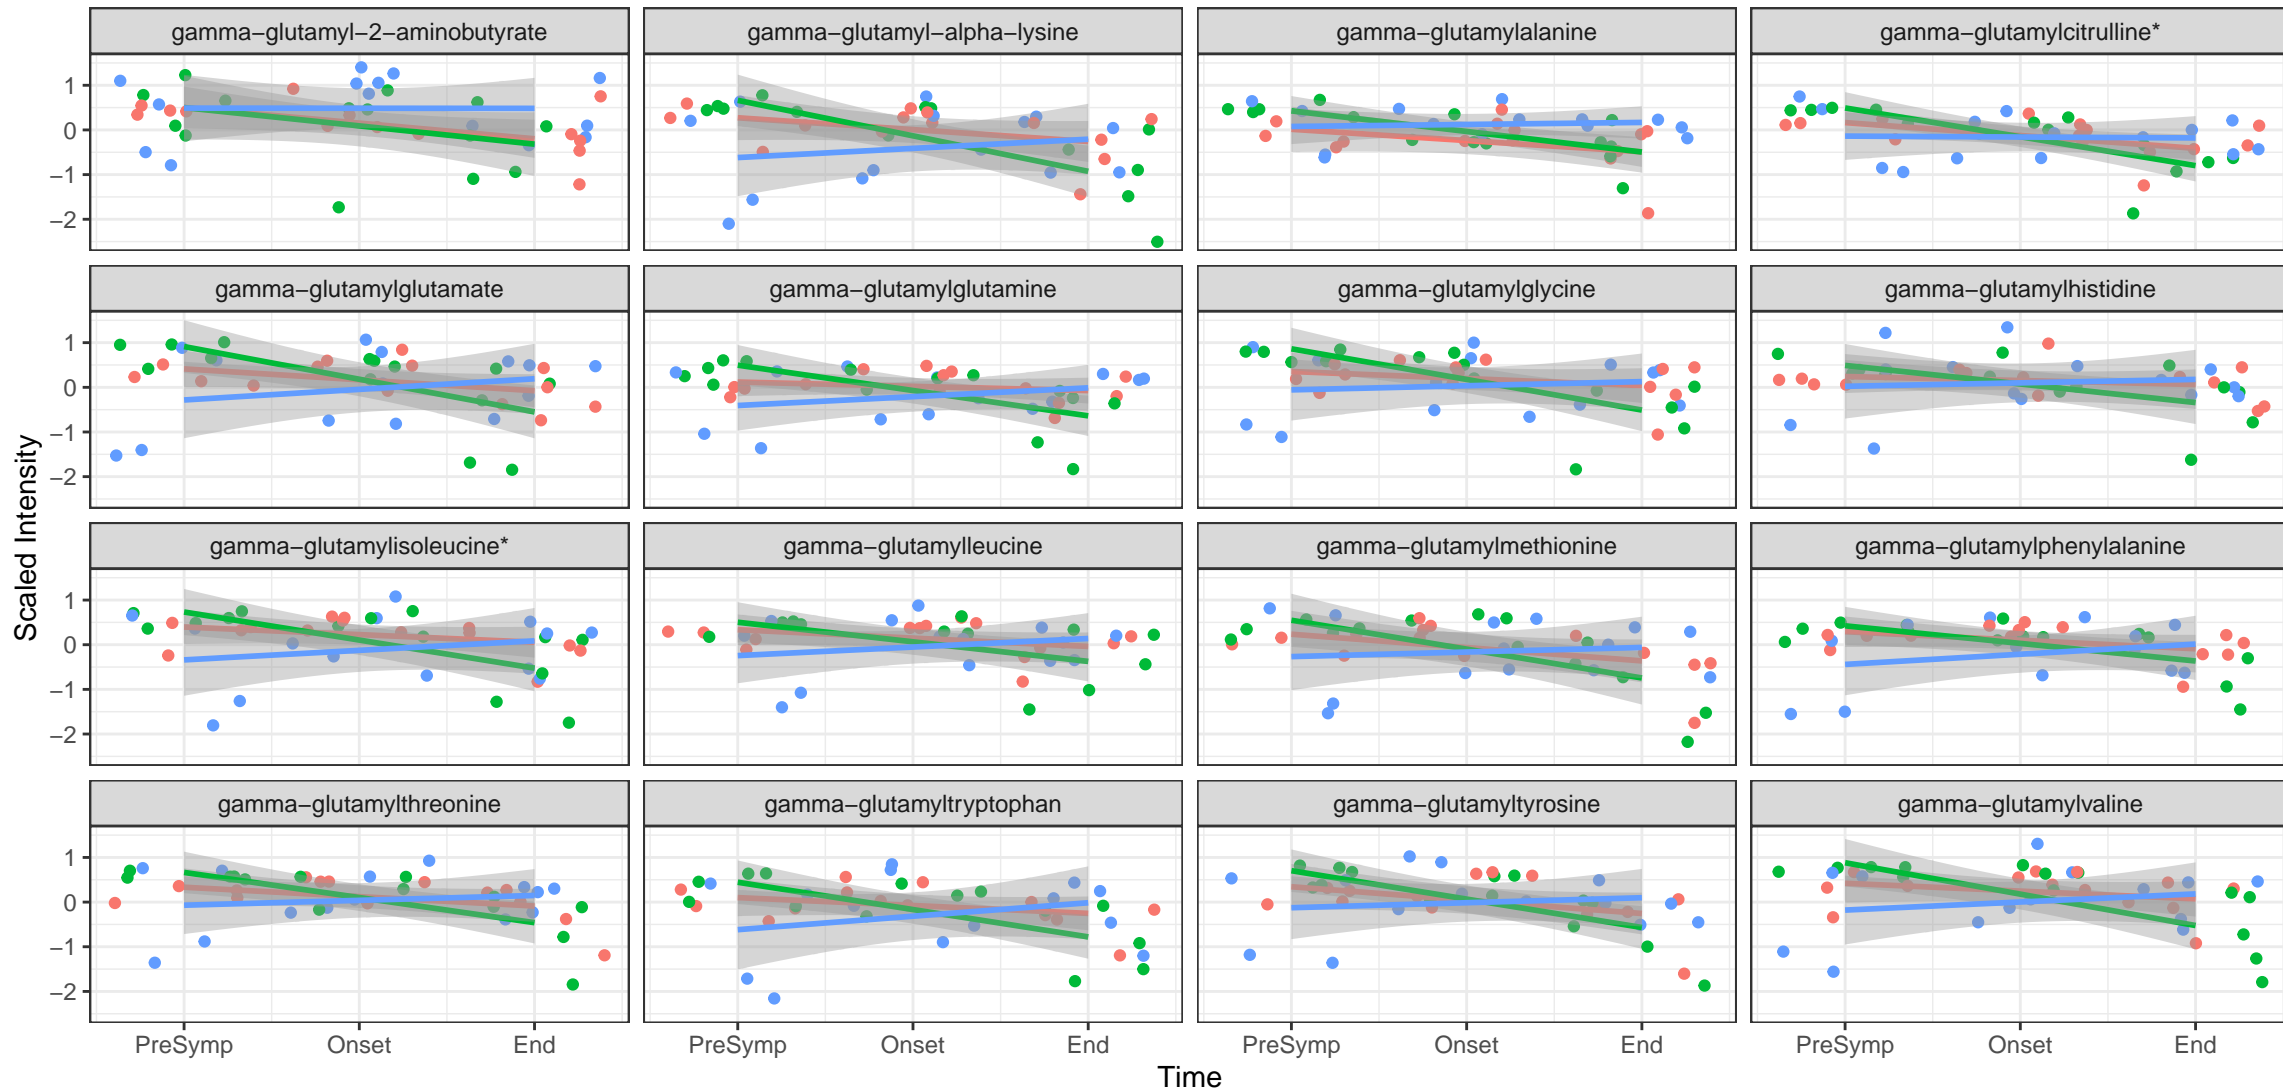 gamma−glutamyl−2−aminobutyrate
gamma−glutamyl−alpha−lysine
gamma−glutamylalanine
gamma−glutamylcitrulline*
1
0
−1
−2
gamma−glutamylglutamate
gamma−glutamylglutamine
gamma−glutamylglycine
gamma−glutamylhistidine
1
0
−1
−2
gamma−glutamylisoleucine*
gamma−glutamylleucine
gamma−glutamylmethionine
gamma−glutamylphenylalanine
1
0
−1
−2
gamma−glutamylthreonine
gamma−glutamyltryptophan
gamma−glutamyltyrosine
gamma−glutamylvaline
1
0
−1
−2
Scaled Intensity
PreSymp Onset End
PreSymp Onset End
PreSymp Onset End
PreSymp Onset End
Time